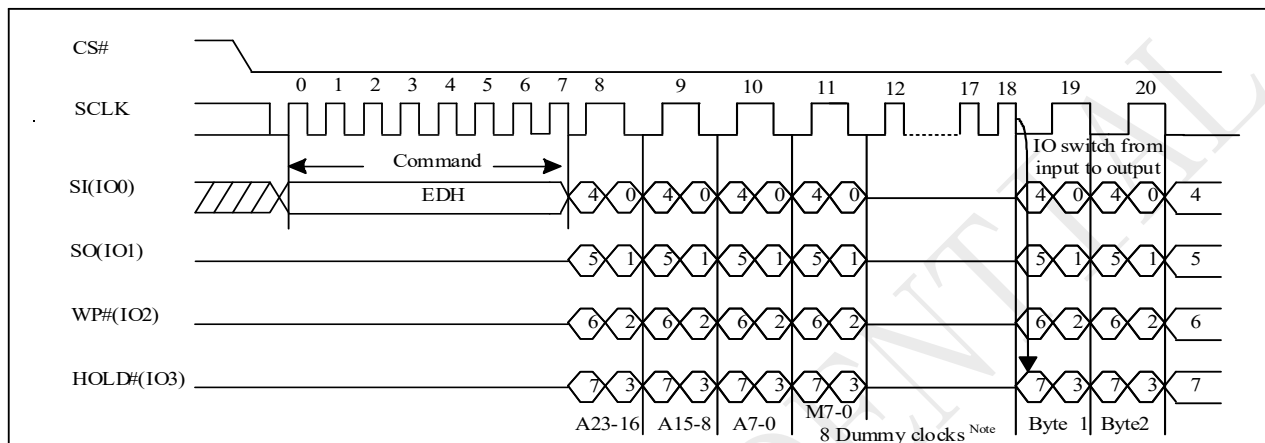 CS#
0 1 2 3 4 5 6 7 8 9 10 11 12 17 18 19 20
SCLK
Command
IO switch from
input to output
SI(IO0)
EDH
4 0 4 0 4 0 4 0 4 0 4 0 4
SO(IO1)
5 1 5 1 5 1 5 1 5 1 5 1 5
WP#(IO2)
6 2 6 2 6 2 6 2 6 2 6 2 6
HOLD#(IO3)
7 3 7 3 7 3 7 3 7 3 7 3 7
A23-16 A15-8 A7-0 M7-0 Byte 1 Byte2
8 Dummy clocks Note